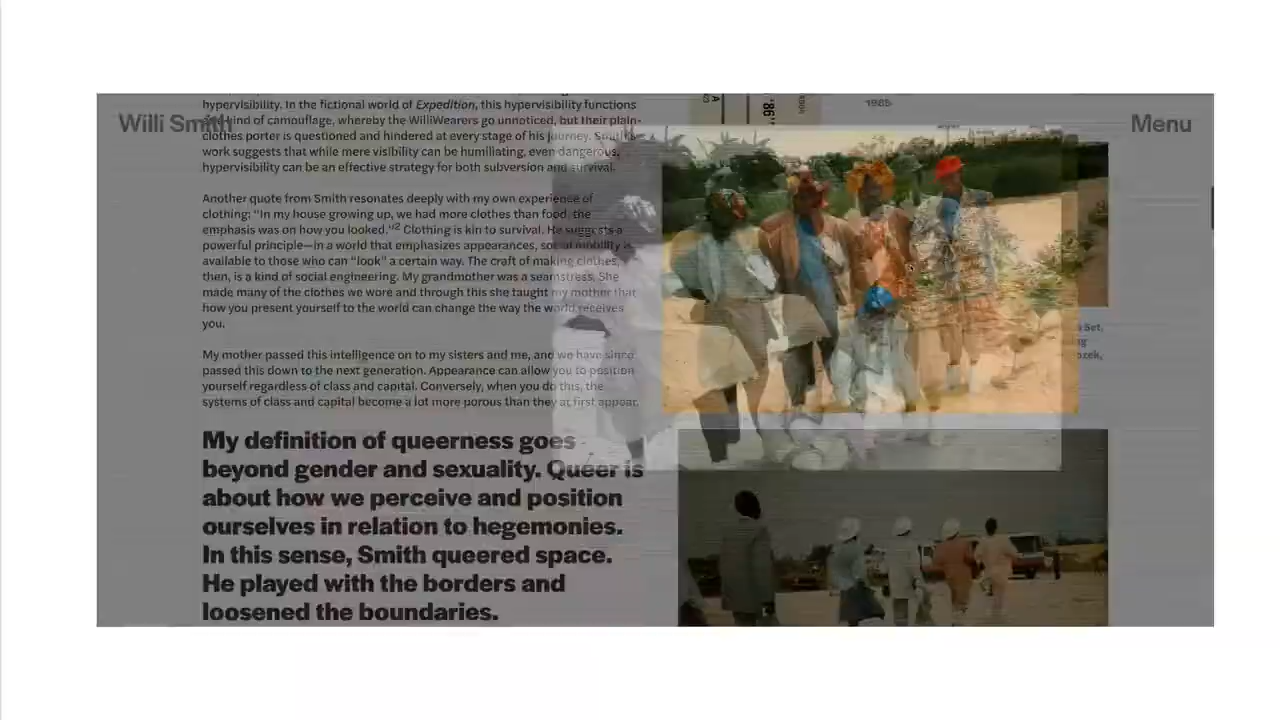 Willi Smith
Menu
hypervisibility. In the fictional world of Expedition, this hypervisibility functions
kind of camouflage, whereby the WilliWearers go unnoticed, but their plain-
clothes porter is questioned and hindered at every stage of his journey. Smith's
work suggests that while mere visibility can be humiliating, even dangerous,
hypervisibility can be an effective strategy for both subversion and survival.
Another quote from Smith resonates deeply with my own experience of
clothing: “In my house growing up, we had more clothes than food, the
emphasis was on how you looked.”2 Clothing is kin to survival. He suggests a
powerful principle—in a world that emphasizes appearances, social mobility is
available to those who can “look” a certain way. The craft of making clothes,
then, is a kind of social engineering. My grandmother was a seamstress. She
made many of the clothes we wore and through this she taught my mother that
how you present yourself to the world can change the way the world receives
you.
My mother passed this intelligence on to my sisters and me, and we have since
passed this down to the next generation. Appearance can allow you to position
yourself regardless of class and capital. Conversely, when you do this, the
systems of class and capital become a lot more porous than they at first appear.
My definition of queerness goes
beyond gender and sexuality. Queer is
about how we perceive and position
ourselves in relation to hegemonies.
In this sense, Smith queered space.
He played with the borders and
loosened the boundaries.
1985
Set,